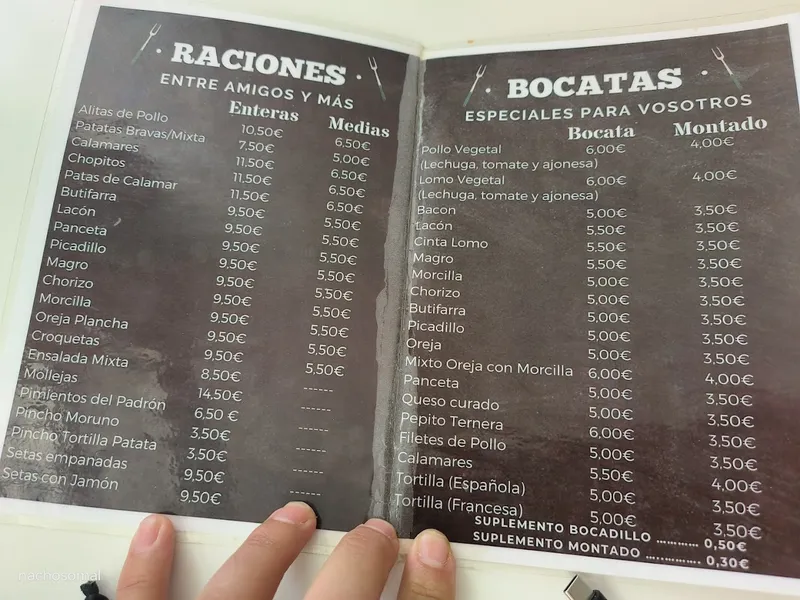 RACIONES
ENTRE AMIGOS Y MÁS
Enteras Medias
Alitas de Pollo 10,50€ 6,50€
Patatas Bravas/Mixta 7,50€ 5,00€
Calamares 11,50€ 6,50€
Chopitos 11,50€ 6,50€
Patas de Calamar 11,50€ 6,50€
Butifarra 9,50€ 5,50€
Lacón 9,50€ 5,50€
Panceta 9,50€ 5,50€
Picadillo 9,50€ 5,50€
Magro 9,50€ 5,50€
Chorizo 9,50€ 5,50€
Morcilla 9,50€ 5,50€
Oreja Plancha 9,50€ 5,50€
Croquetas 9,50€ 5,50€
Ensalada Mixta 8,50€ ------
Mollejas 14,50€
Pimientos del Padrón 6,50 € ------
Pincho Moruno 3,50€ ------
Pincho Tortilla Patata 3,50€ ------
Setas empanadas 9,50€
Setas con Jamón 9,50€ ------
BOCATAS
ESPECIALES PARA VOSOTROS
Bocata Montado
Pollo Vegetal 6,00€ 4,00€
(Lechuga, tomate y ajonesa)
Lomo Vegetal 6,00€ 4,00€
(Lechuga, tomate y ajonesa)
Bacon 5,00€ 3,50€
Lacón 5,50€ 3,50€
Cinta Lomo 5,50€ 3,50€
Magro 5,50€ 3,50€
Morcilla 5,00€ 3,50€
Chorizo 5,00€ 3,50€
Butifarra 5,00€ 3,50€
Picadillo 5,00€ 3,50€
Oreja 5,00€ 3,50€
Mixto Oreja con Morcilla 6,00€ 4,00€
Panceta 5,00€ 3,50€
Queso curado 5,00€ 3,50€
Pepito Ternera 6,00€ 3,50€
Filetes de Pollo 5,00€ 3,50€
Calamares 5,50€ 4,00€
Tortilla (Española) 5,00€ 3,50€
Tortilla (Francesa) 5,00€ 3,50€
SUPLEMENTO BOCADILLO ............ 0,50€
SUPLEMENTO MONTADO ............... 0,30€
nachosomal